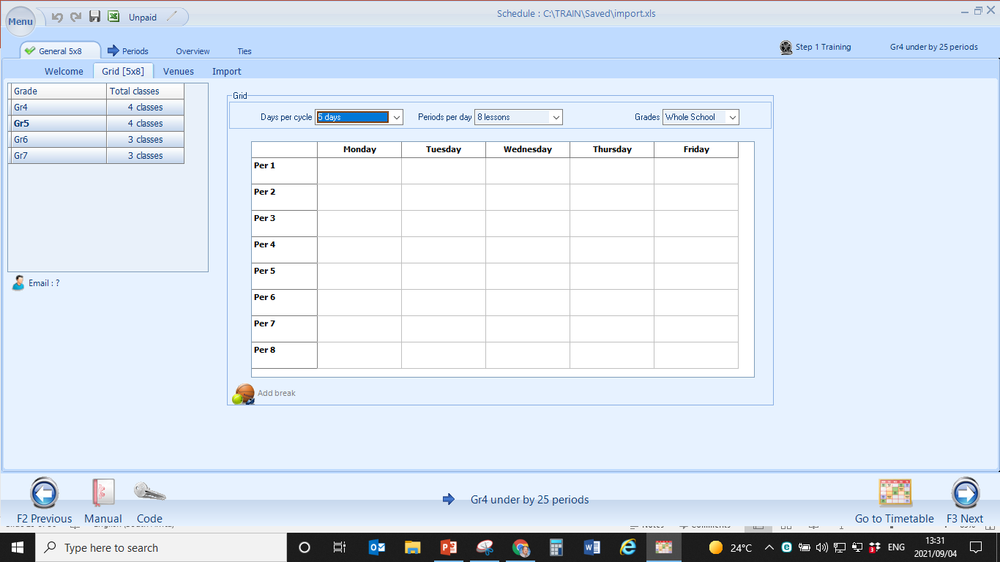 Menu
Unpaid
Schedule : C:\TRAIN\Saved\import.xls
General 5x8 Periods Overview Ties
Step 1 Training Gr4 under by 25 periods
Welcome Grid [5x8] Venues Import
Grade Total classes
Gr4 4 classes
Gr5 4 classes
Gr6 3 classes
Gr7 3 classes
Email : ?
Grid
Days per cycle 5 days Periods per day 8 lessons Grades Whole School
Monday Tuesday Wednesday Thursday Friday
Per 1
Per 2
Per 3
Per 4
Per 5
Per 6
Per 7
Per 8
Add break
Gr4 under by 25 periods
F2 Previous Manual Code Go to Timetable F3 Next
Type here to search
24°C
ENG
13:31
2021/09/04